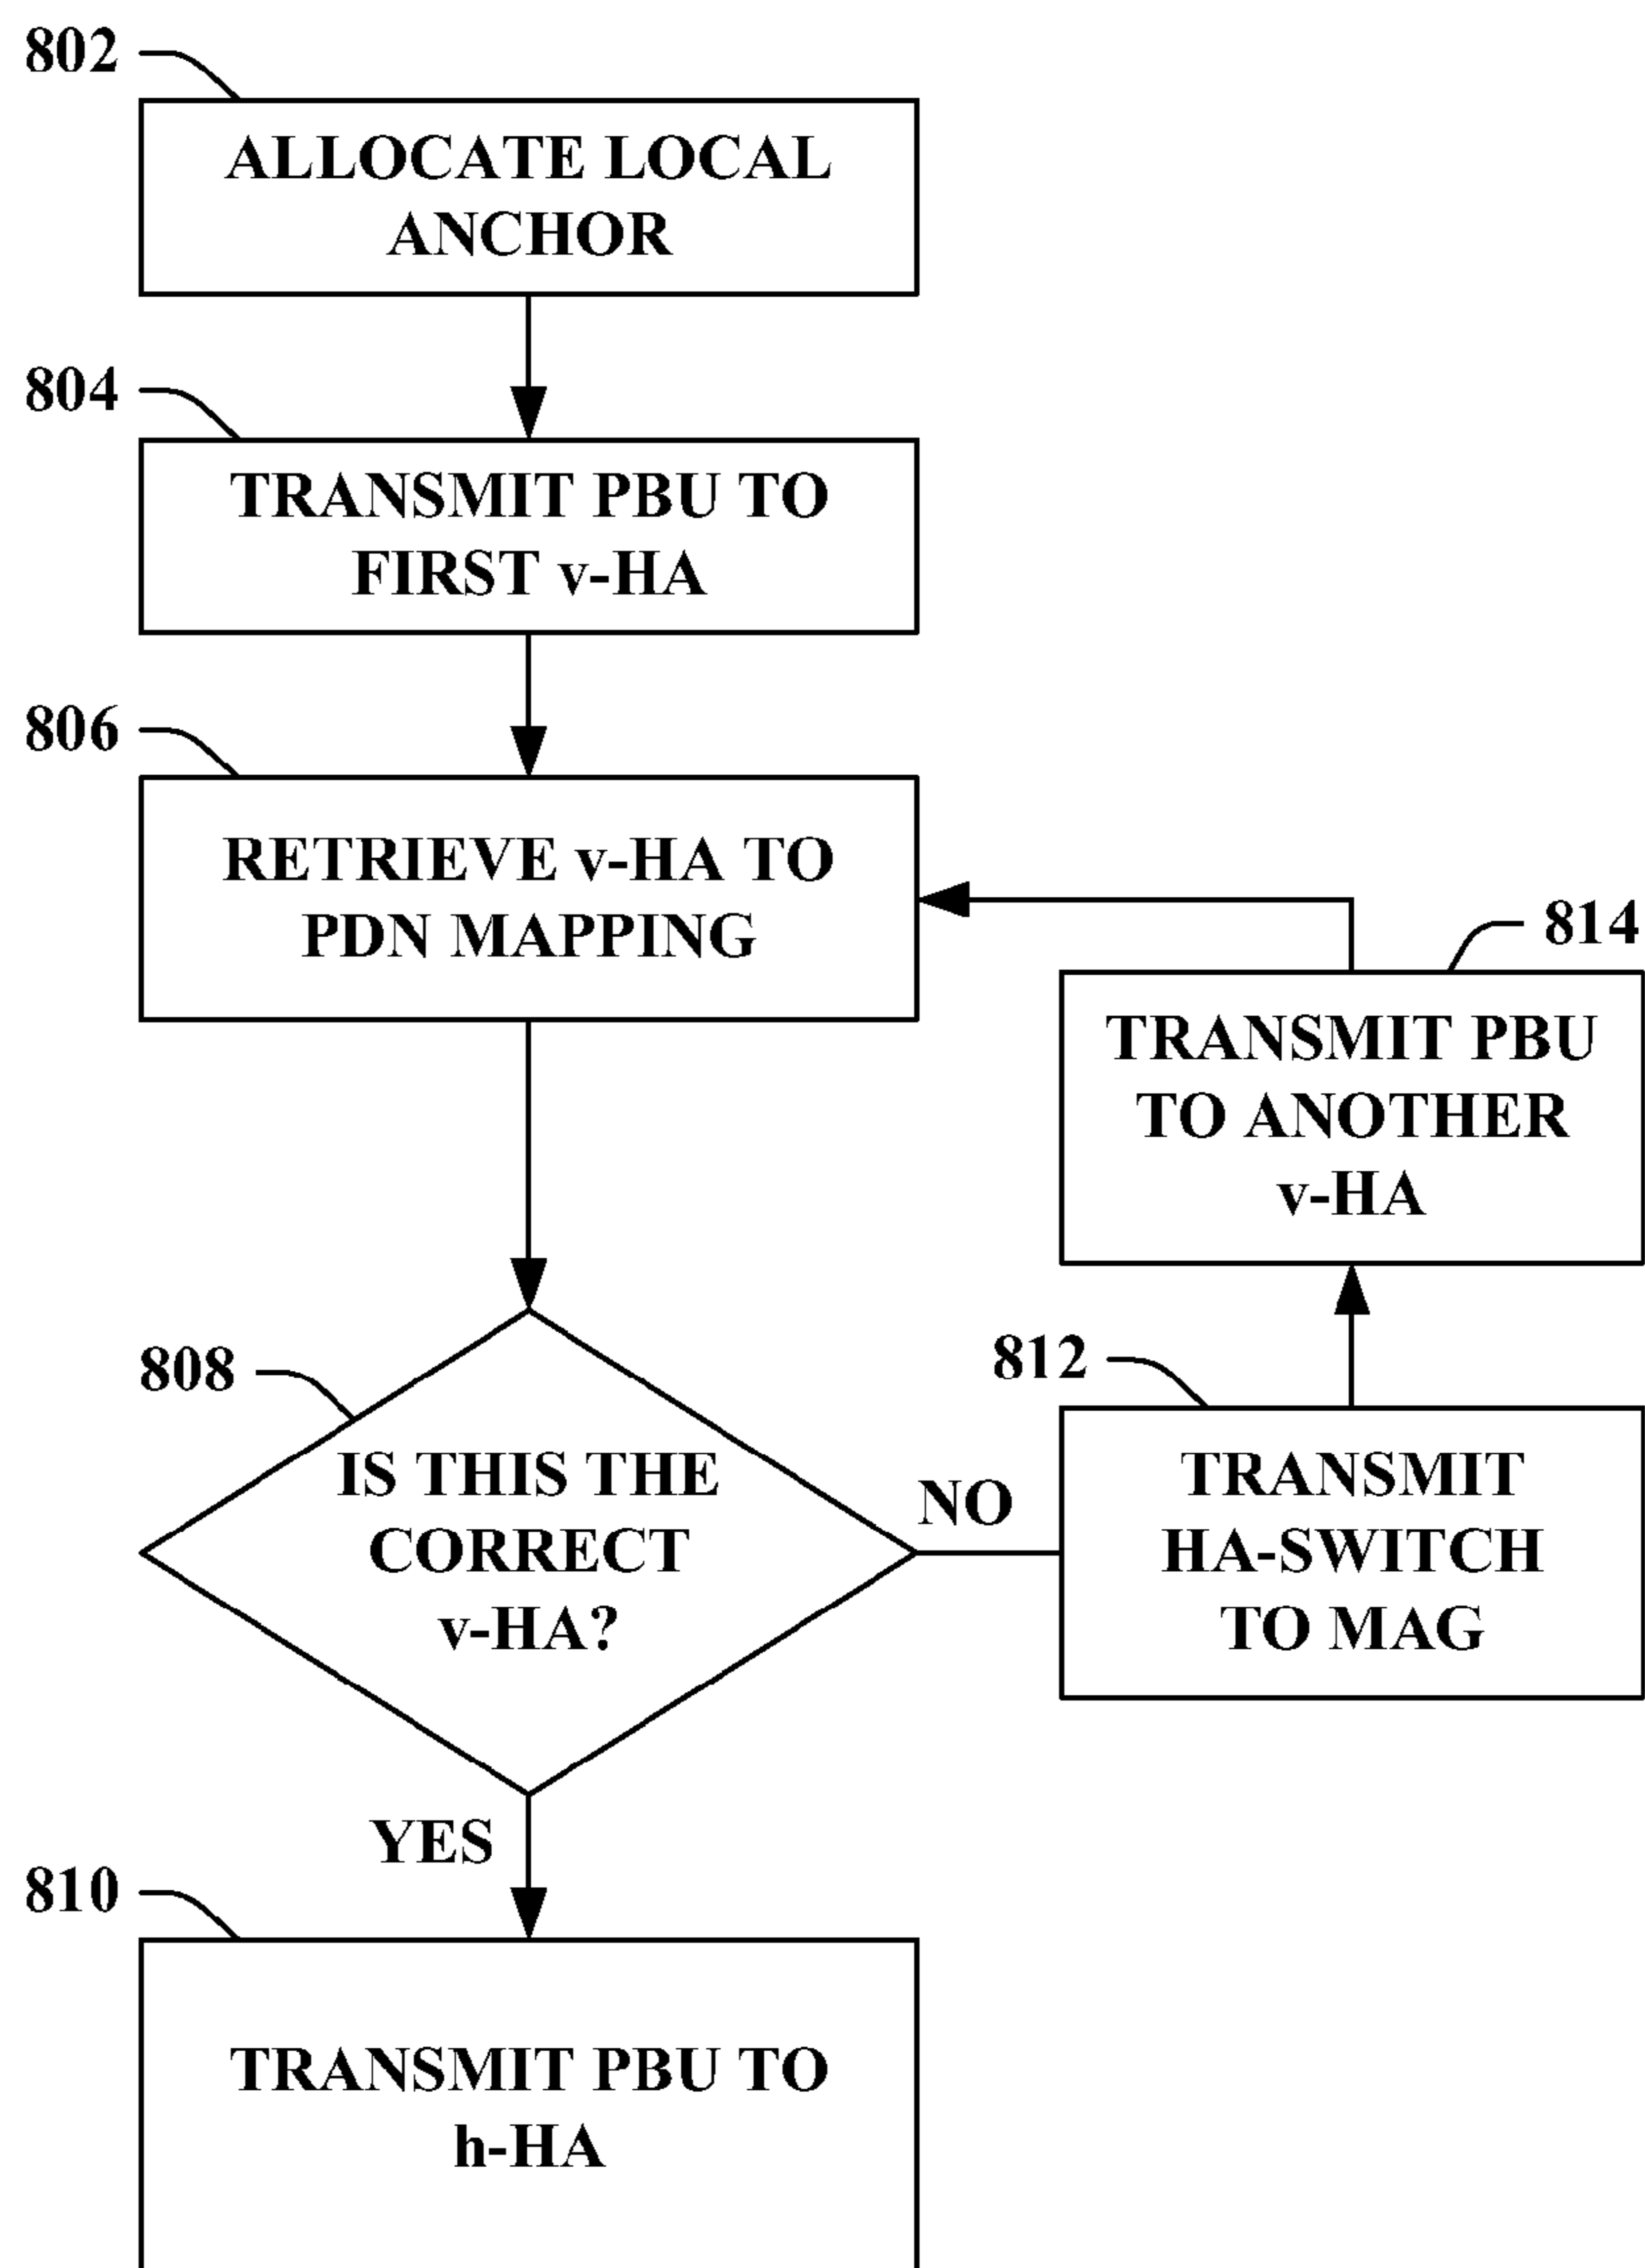 802
ALLOCATE LOCAL
ANCHOR
804
TRANSMIT PBU TO
FIRST v-HA
806
RETRIEVE v-HA TO
PDN MAPPING
814
TRANSMIT PBU
TO ANOTHER
v-HA
808
IS THIS THE
CORRECT
v-HA?
NO
812
TRANSMIT
HA-SWITCH
TO MAG
YES
810
TRANSMIT PBU TO
h-HA